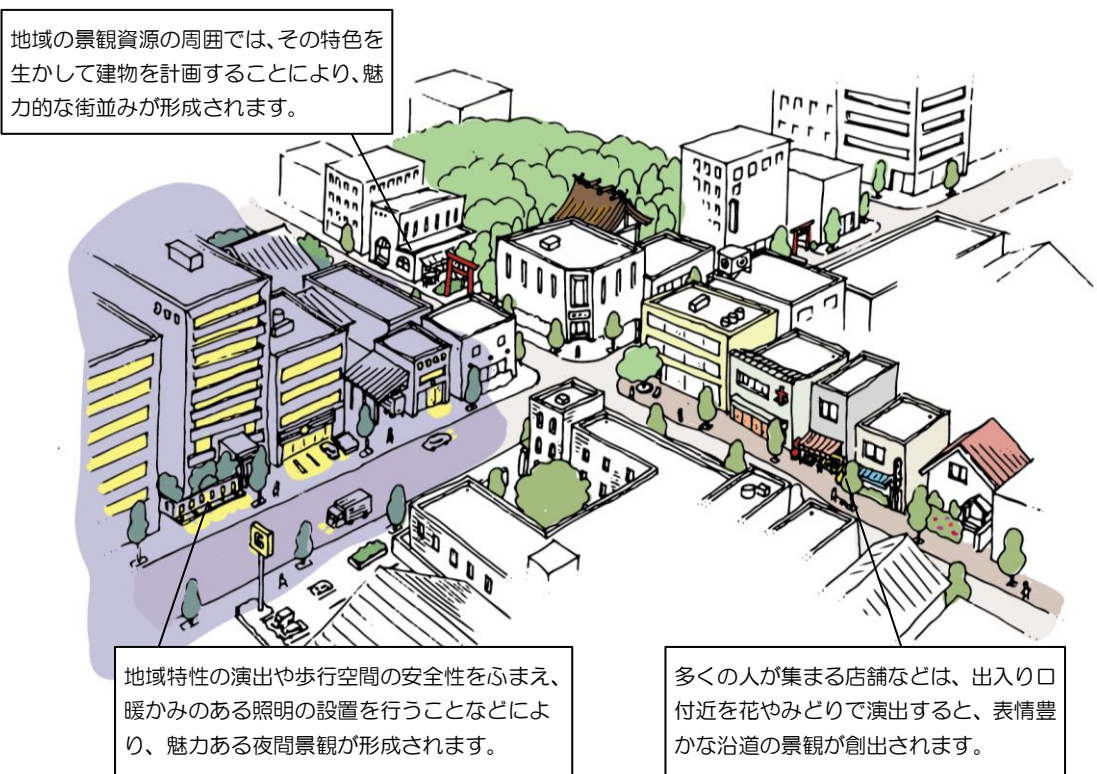 地域の景観資源の周囲では、その特色を
生かして建物を計画することにより、魅
力的な街並みが形成されます。
地域特性の演出や歩行空間の安全性をふまえ、
暖かみのある照明の設置を行うことなどによ
り、魅力ある夜間景観が形成されます。
多くの人が集まる店舗などは、出入り口
付近を花やみどりで演出すると、表情豊
かな沿道の景観が創出されます。